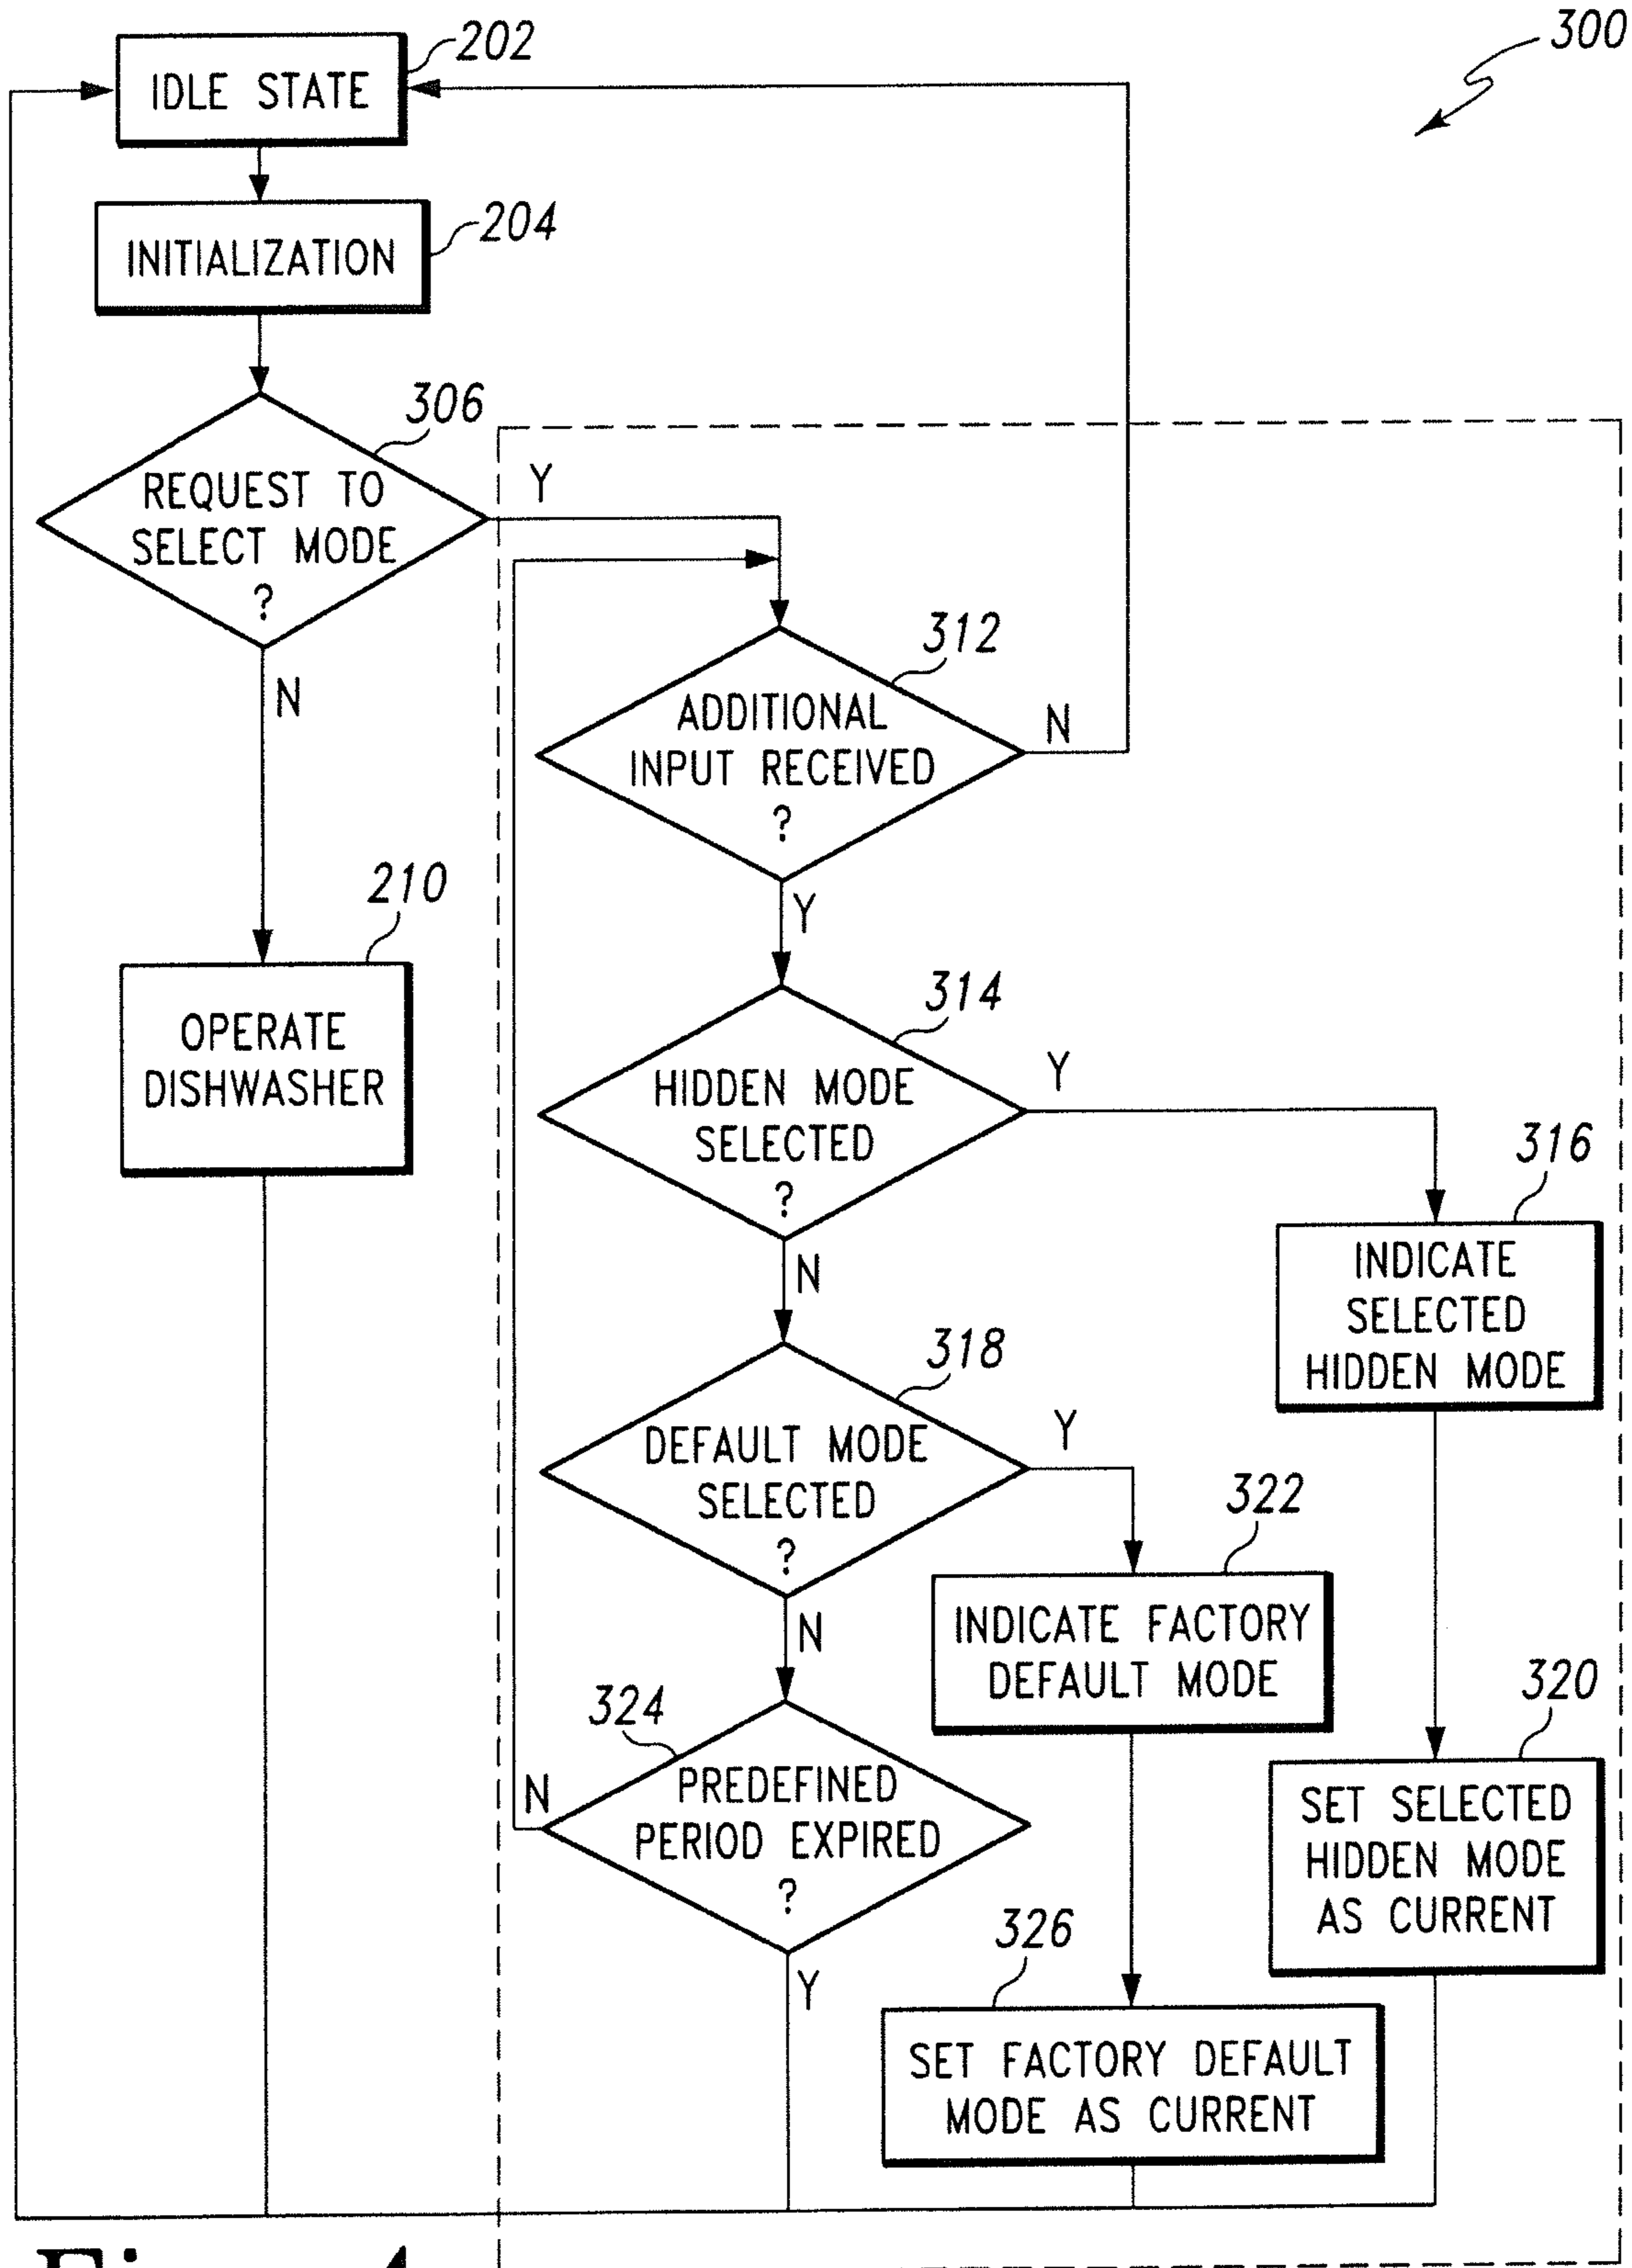 300
202
IDLE STATE
204
INITIALIZATION
306
REQUEST TO
SELECT MODE
?
Y
N
312
ADDITIONAL
INPUT RECEIVED
?
N
Y
210
OPERATE
DISHWASHER
314
HIDDEN MODE
SELECTED
?
Y
N
316
INDICATE
SELECTED
HIDDEN MODE
318
DEFAULT MODE
SELECTED
?
Y
N
322
INDICATE FACTORY
DEFAULT MODE
320
SET SELECTED
HIDDEN MODE
AS CURRENT
324
PREDEFINED
PERIOD EXPIRED
?
N
Y
326
SET FACTORY DEFAULT
MODE AS CURRENT